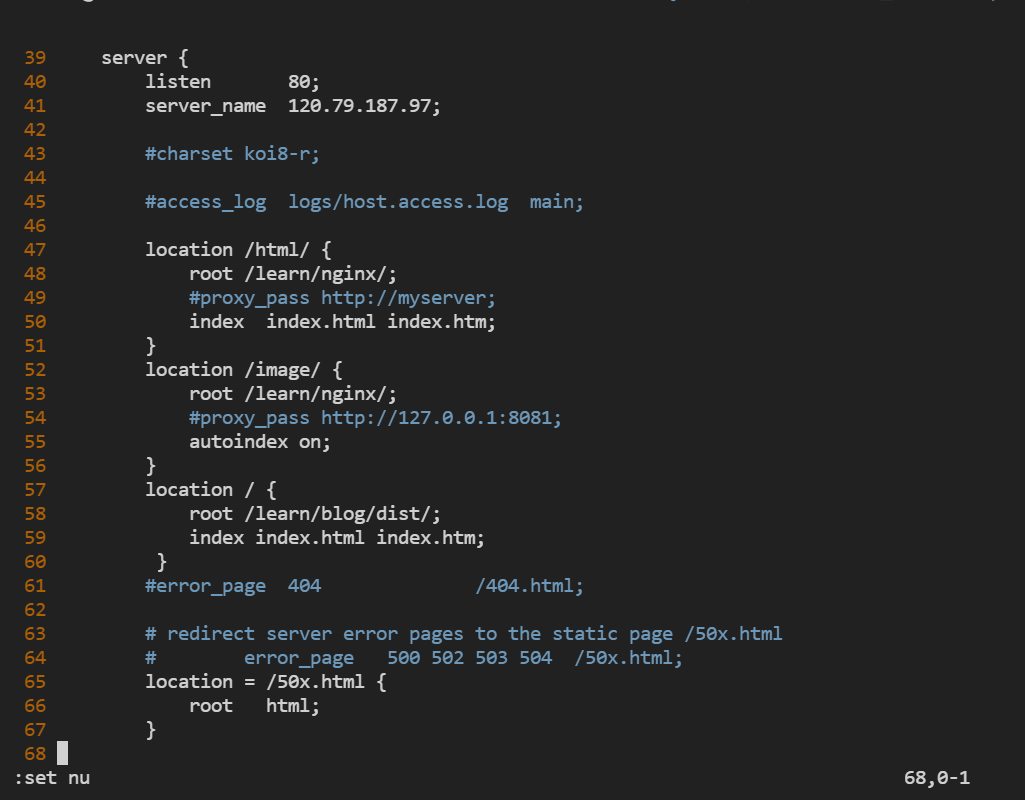 39     server {
40         listen       80;
41         server_name  120.79.187.97;
42
43         #charset koi8-r;
44
45         #access_log  logs/host.access.log  main;
46
47         location /html/ {
48             root /learn/nginx/;
49             #proxy_pass http://myserver;
50             index  index.html index.htm;
51         }
52         location /image/ {
53             root /learn/nginx/;
54             #proxy_pass http://127.0.0.1:8081;
55             autoindex on;
56         }
57         location / {
58             root /learn/blog/dist/;
59             index index.html index.htm;
60          }
61         #error_page  404              /404.html;
62
63         # redirect server error pages to the static page /50x.html
64         #        error_page   500 502 503 504  /50x.html;
65         location = /50x.html {
66             root   html;
67         }
68
:set nu 68,0-1